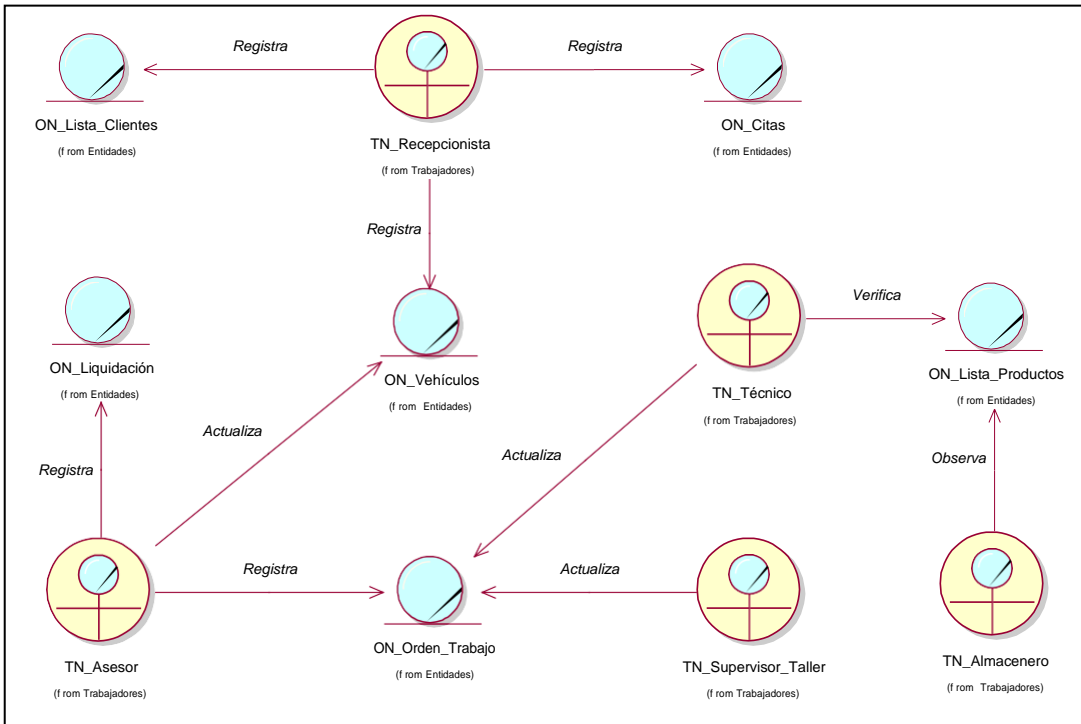 Registra
Registra
ON_Lista_Clientes
(f rom Entidades)
TN_Recepcionista
(f rom Trabajadores)
ON_Citas
(f rom Entidades)
Registra
Verifica
ON_Liquidación
(f rom Entidades)
ON_Vehículos
(f rom Entidades)
TN_Técnico
(f rom Trabajadores)
ON_Lista_Productos
(f rom Entidades)
Actualiza
Registra
Actualiza
Observa
Registra
Actualiza
TN_Asesor
(f rom Trabajadores)
ON_Orden_Trabajo
(f rom Entidades)
TN_Supervisor_Taller
(f rom Trabajadores)
TN_Almacenero
(f rom Trabajadores)